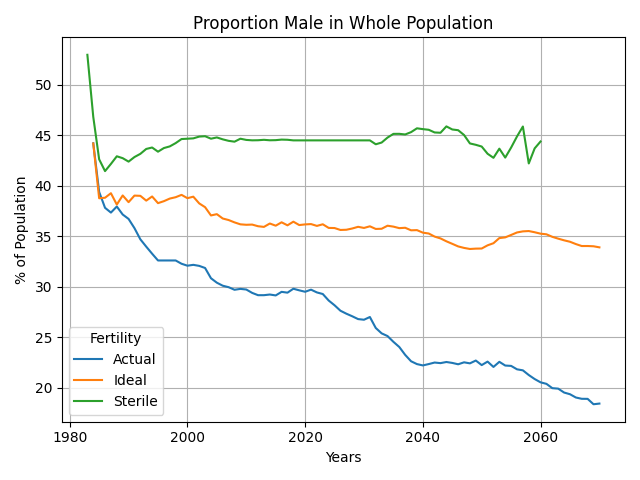 Proportion Male in Whole Population
% of Population
50
45
40
35
30
25
20
Fertility
Actual
Ideal
Sterile
1980 2000 2020 2040 2060
Years